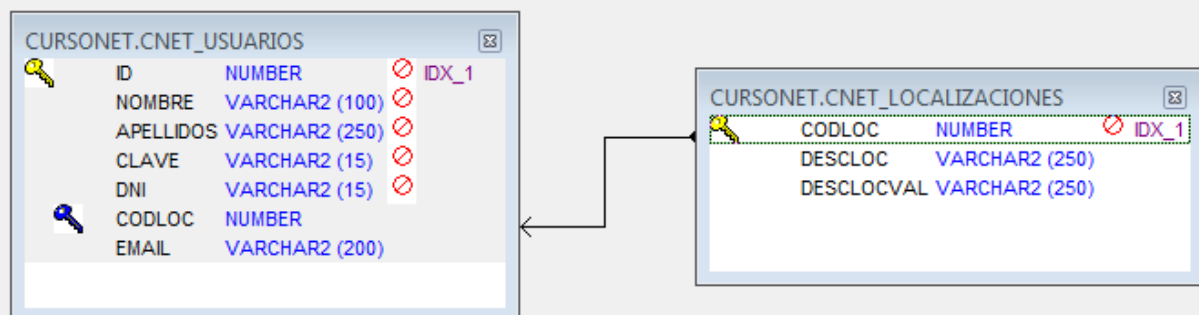 CURSONET.CNET_USUARIOS
ID NUMBER IDX_1
NOMBRE VARCHAR2 (100)
APELLIDOS VARCHAR2 (250)
CLAVE VARCHAR2 (15)
DNI VARCHAR2 (15)
CODLOC NUMBER
EMAIL VARCHAR2 (200)
CURSONET.CNET_LOCALIZACIONES
CODLOC NUMBER IDX_1
DESCLOC VARCHAR2 (250)
DESCLOCVAL VARCHAR2 (250)